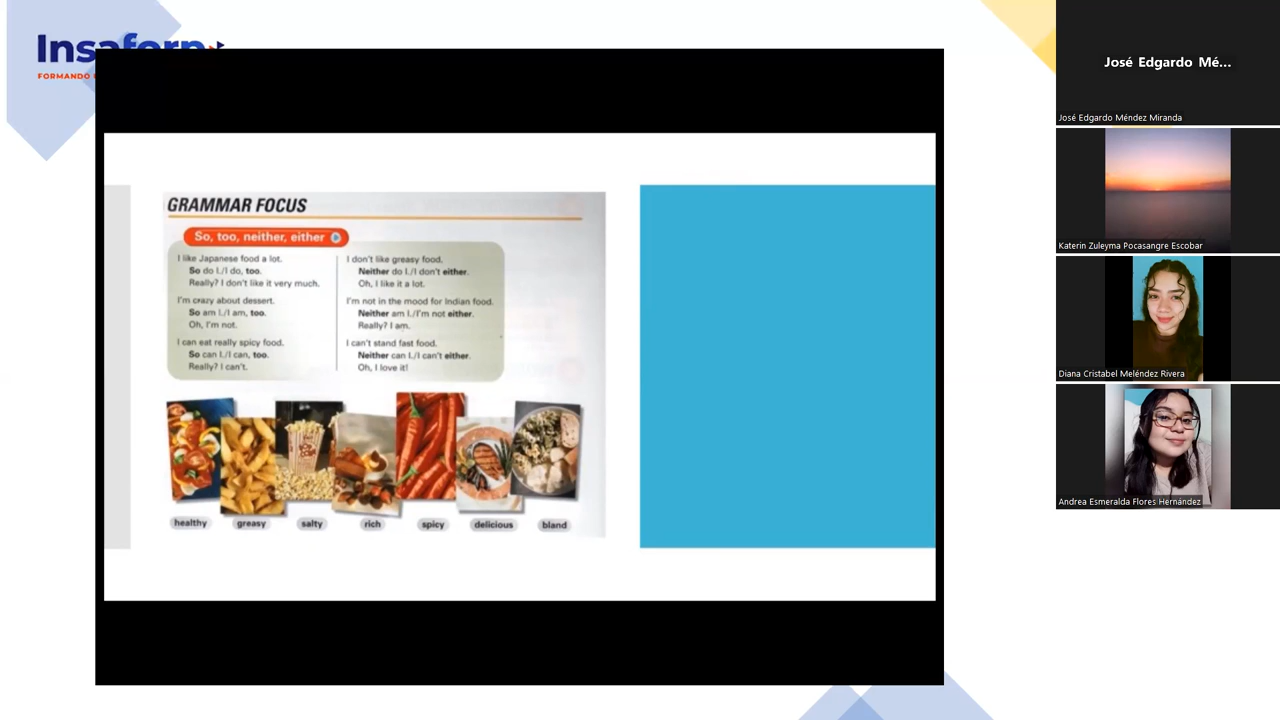 Insaforp
FORMANDO
GRAMMAR FOCUS
So, too, neither, either
I like Japanese food a lot.
So do I./I do, too.
Really? I don't like it very much.
I'm crazy about dessert.
So am I./I am, too.
Oh, I'm not.
I can eat really spicy food.
So can I./I can, too.
Really? I can't.
I don't like greasy food.
Neither do I./I don't either.
Oh, I like it a lot.
I'm not in the mood for Indian food.
Neither am I./I'm not either.
Really? I am.
I can't stand fast food.
Neither can I./I can't either.
Oh, I love it!
healthy
greasy
salty
rich
spicy
delicious
bland
José Edgardo Mé...
José Edgardo Méndez Miranda
Katerin Zuleyma Pocasangre Escobar
Diana Cristabel Meléndez Rivera
Andrea Esmeralda Flores Hernández